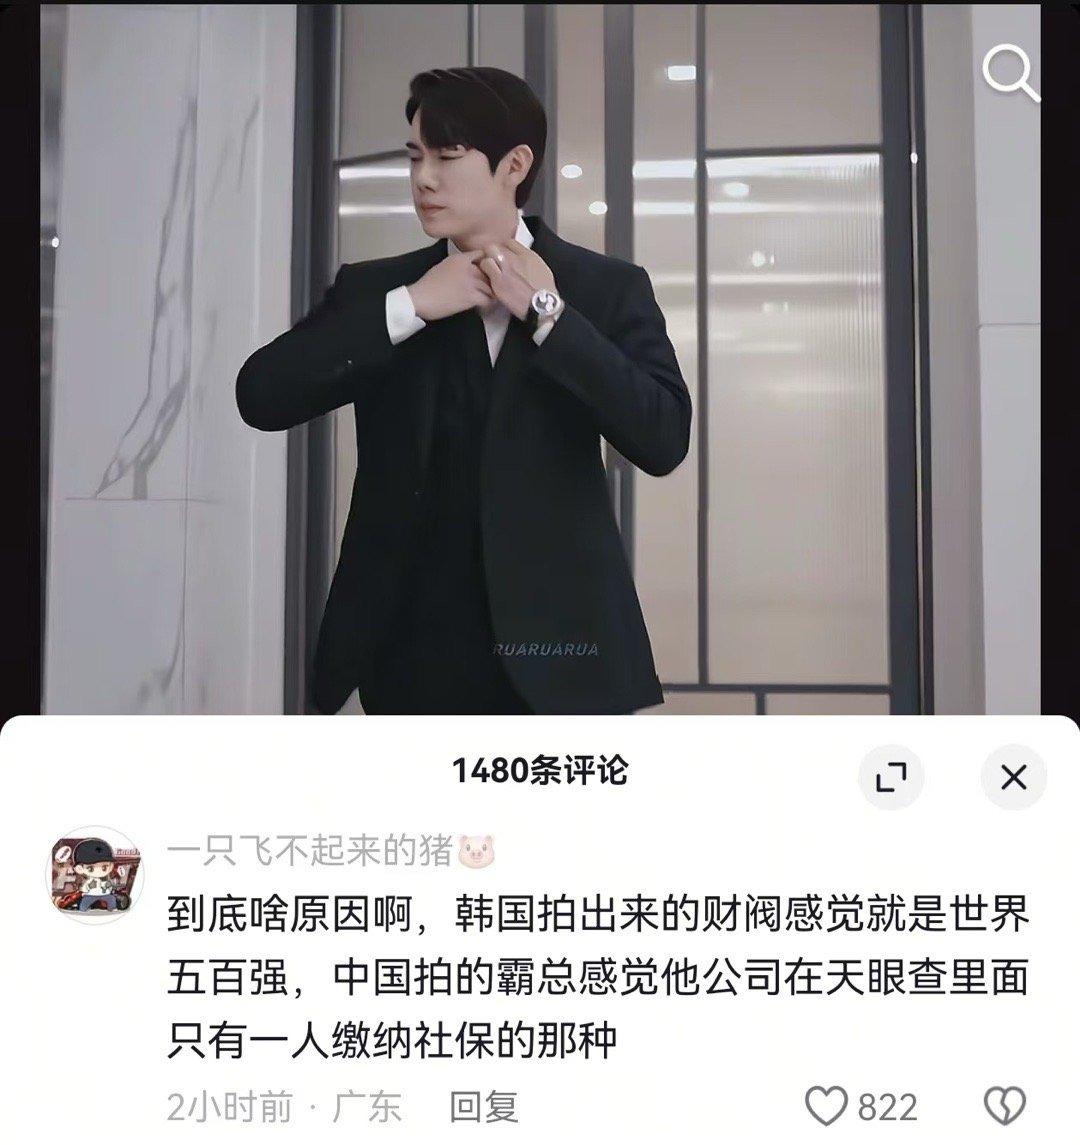 RUARUARUA
1480条评论
一只飞不起来的猪🐷
到底啥原因啊，韩国拍出来的财阀感觉就是世界
五百强，中国拍的霸总感觉他公司在天眼查里面
只有一人缴纳社保的那种
2小时前 · 广东 回复
822